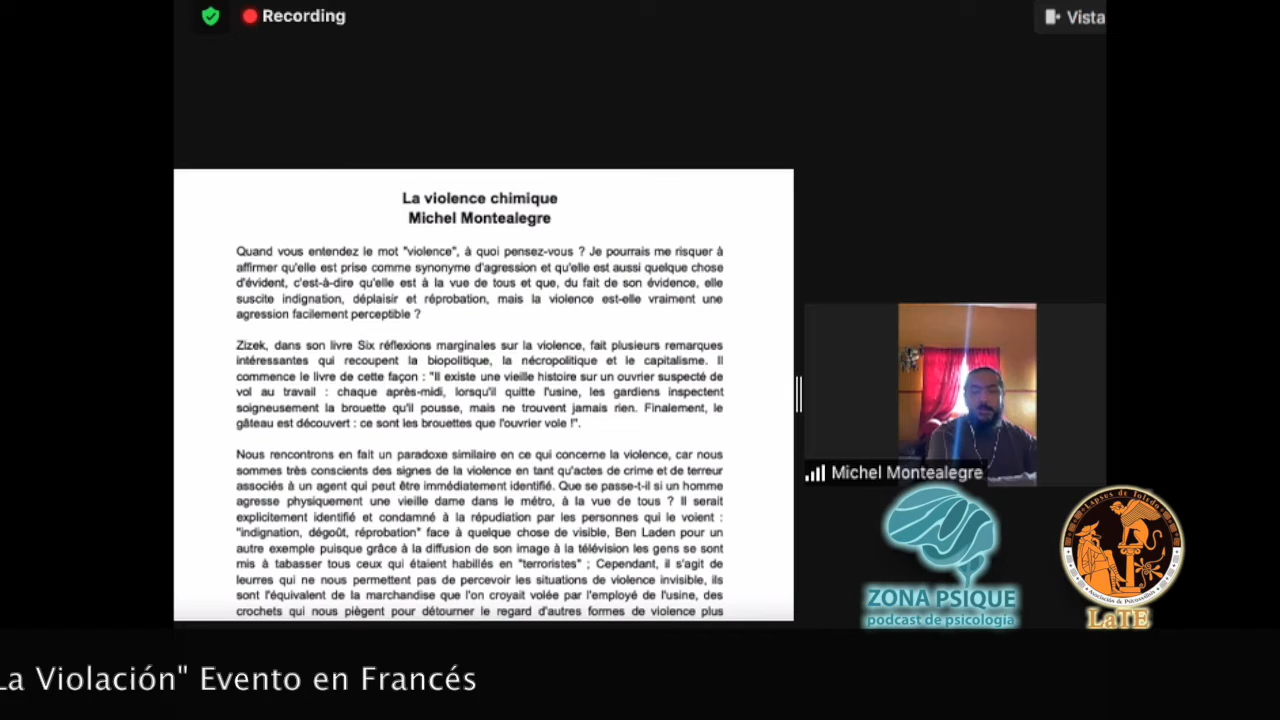 Recording
Vista
La violence chimique
Michel Montealegre
Quand vous entendez le mot "violence", à quoi pensez-vous ? Je pourrais me risquer à
affirmer qu'elle est prise comme synonyme d'agression et qu'elle est aussi quelque chose
d'évident, c'est-à-dire qu'elle est à la vue de tous et que, du fait de son évidence, elle
suscite indignation, déplaisir et réprobation, mais la violence est-elle vraiment une
agression facilement perceptible ?
Zizek, dans son livre Six réflexions marginales sur la violence, fait plusieurs remarques
intéressantes qui recoupent la biopolitique, la nécropolitique et le capitalisme. Il
commence le livre de cette façon : "Il existe une vieille histoire sur un ouvrier suspecté de
vol au travail : chaque après-midi, lorsqu'il quitte l'usine, les gardiens inspectent
soigneusement la brouette qu'il pousse, mais ne trouvent jamais rien. Finalement, le
gâteau est découvert : ce sont les brouettes que l'ouvrier vole !".
Nous rencontrons en fait un paradoxe similaire en ce qui concerne la violence, car nous
sommes très conscients des signes de la violence en tant qu'actes de crime et de terreur
associés à un agent qui peut être immédiatement identifié. Que se passe-t-il si un homme
agresse physiquement une vieille dame dans le métro, à la vue de tous ? Il serait
explicitement identifié et condamné à la répudiation par les personnes qui le voient :
"indignation, dégoût, réprobation" face à quelque chose de visible, Ben Laden pour un
autre exemple puisque grâce à la diffusion de son image à la télévision les gens se sont
mis à tabasser tous ceux qui étaient habillés en "terroristes" ; Cependant, il s'agit de
leurres qui ne nous permettent pas de percevoir les situations de violence invisible, ils
sont l'équivalent de la marchandise que l'on croyait volée par l'employé de l'usine, des
crochets qui nous piègent pour détourner le regard d'autres formes de violence plus
Michel Montealegre
ZONA PSIQUE
podcast de psicología
Lapsus de Toledo
Asociación de Psicoanálisis
LaTE
La Violación" Evento en Francés